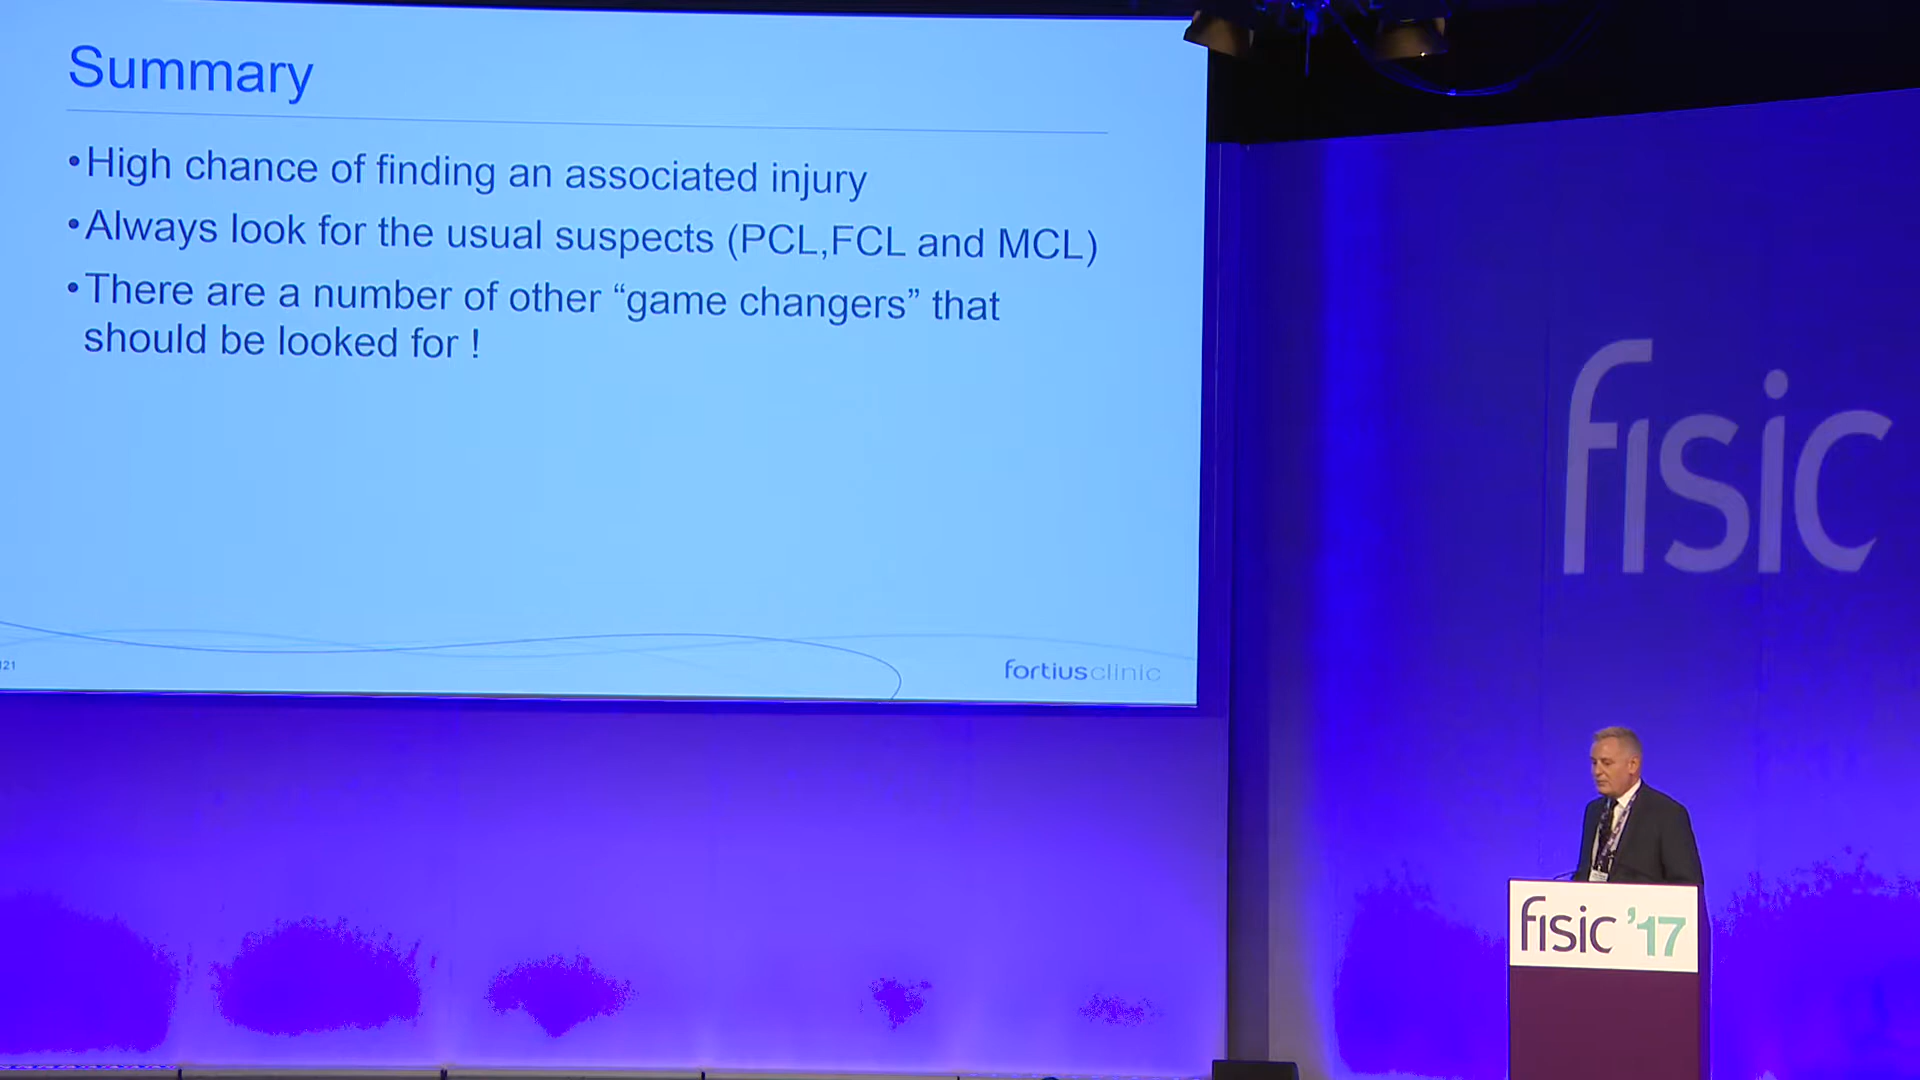 Summary
•High chance of finding an associated injury
•Always look for the usual suspects (PCL,FCL and MCL)
•There are a number of other “game changers” that
should be looked for !
121
fortiusclinic
fisic
fisic ’17